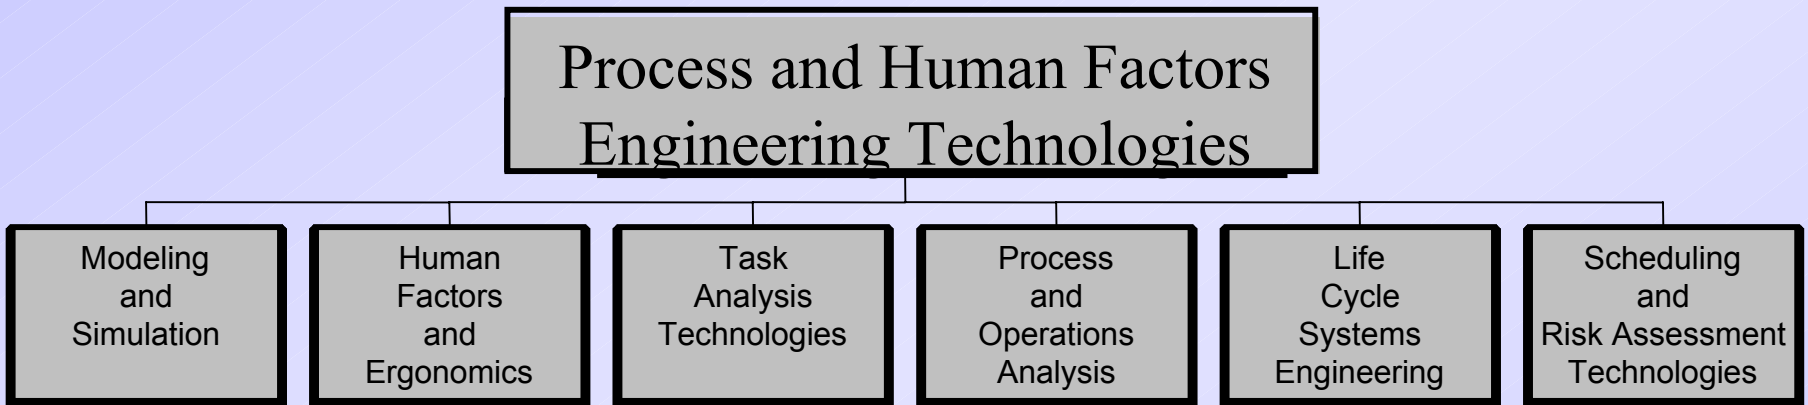 Process and Human Factors
Engineering Technologies
Modeling
and
Simulation
Human
Factors
and
Ergonomics
Task
Analysis
Technologies
Process
and
Operations
Analysis
Life
Cycle
Systems
Engineering
Scheduling
and
Risk Assessment
Technologies